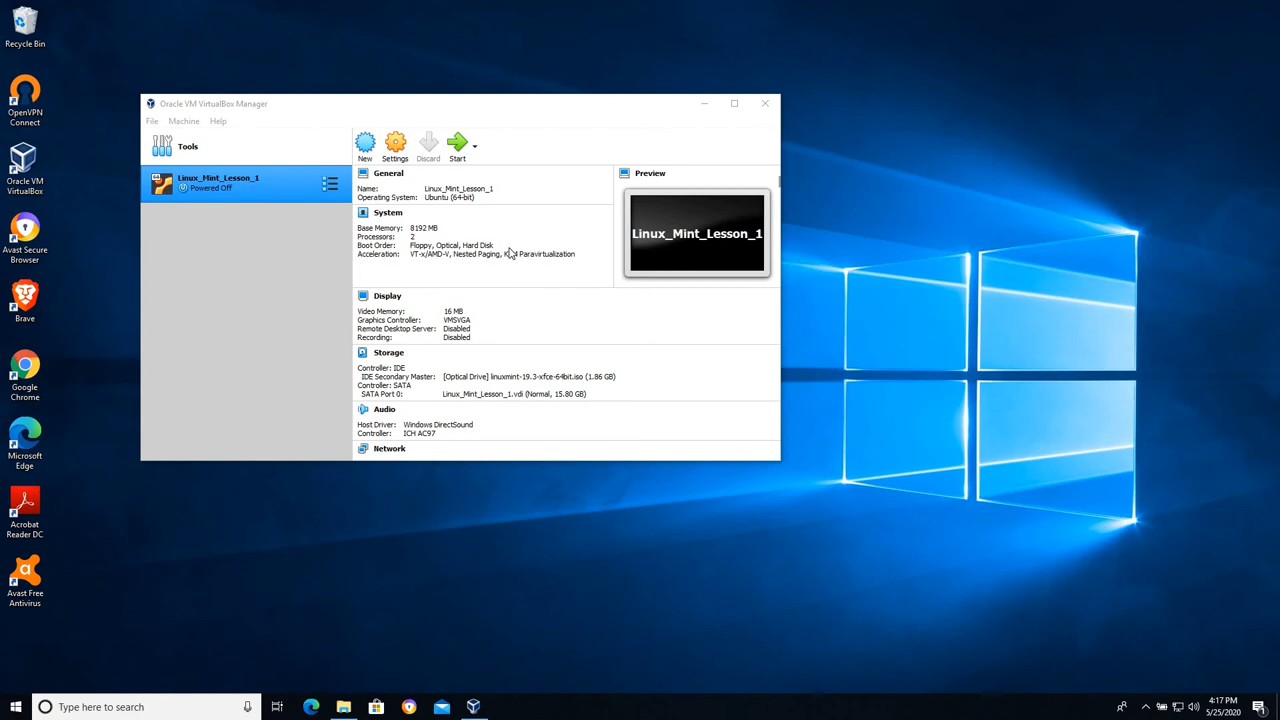 Recycle Bin
OpenVPN
Connect
Oracle VM
VirtualBox
Avast Secure
Browser
Brave
Google
Chrome
Microsoft
Edge
Acrobat
Reader DC
Avast Free
Antivirus
Oracle VM VirtualBox Manager
File Machine Help
Tools
New Settings Discard Start
64
Linux_Mint_Lesson_1
Powered Off
General
Name: Linux_Mint_Lesson_1
Operating System: Ubuntu (64-bit)
Preview
Linux_Mint_Lesson_1
System
Base Memory: 8192 MB
Processors: 2
Boot Order: Floppy, Optical, Hard Disk
Acceleration: VT-x/AMD-V, Nested Paging, Paravirtualization
Display
Video Memory: 16 MB
Graphics Controller: VMSVGA
Remote Desktop Server: Disabled
Recording: Disabled
Storage
Controller: IDE
IDE Secondary Master: [Optical Drive] linuxmint-19.3-xfce-64bit.iso (1.86 GB)
Controller: SATA
SATA Port 0: Linux_Mint_Lesson_1.vdi (Normal, 15.80 GB)
Audio
Host Driver: Windows DirectSound
Controller: ICH AC97
Network
Type here to search
4:17 PM
5/25/2020